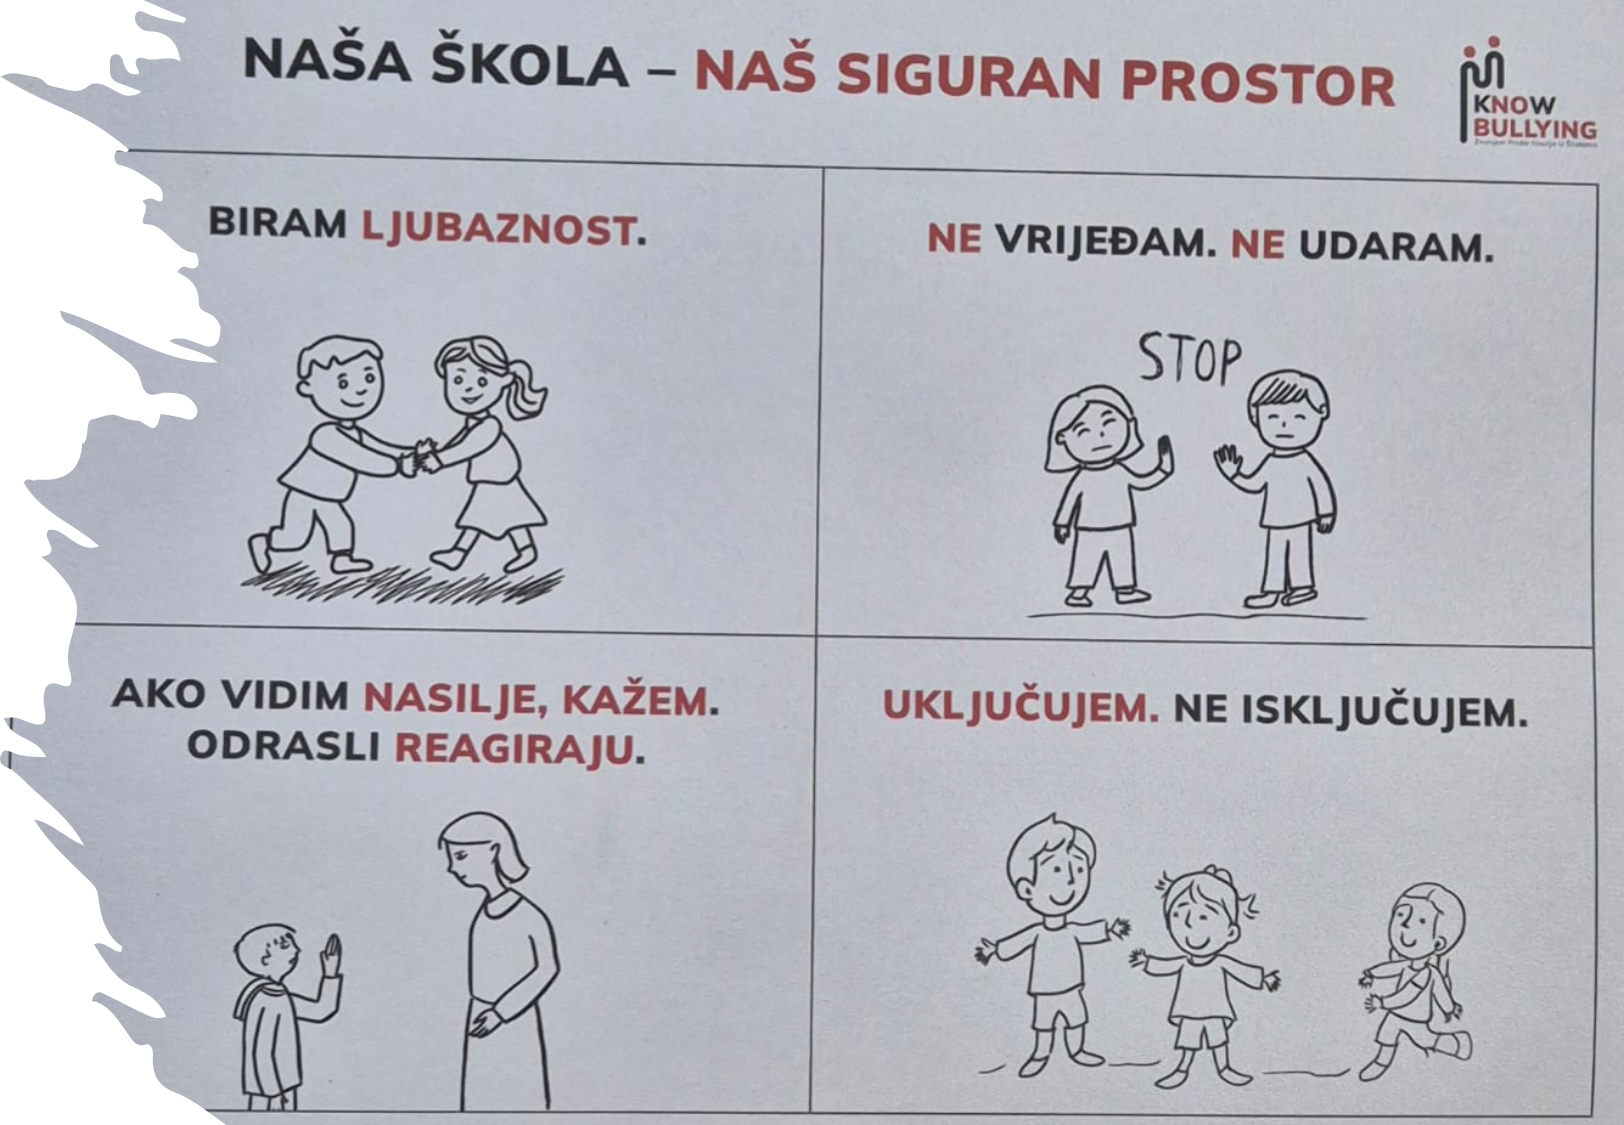 NAŠA ŠKOLA – NAŠ SIGURAN PROSTOR
KNOW
BULLYING
BIRAM LJUBAZNOST.
NE VRIJEĐAM. NE UDARAM.
STOP
AKO VIDIM NASILJE, KAŽEM.
ODRASLI REAGIRAJU.
UKLJUČUJEM. NE ISKLJUČUJEM.